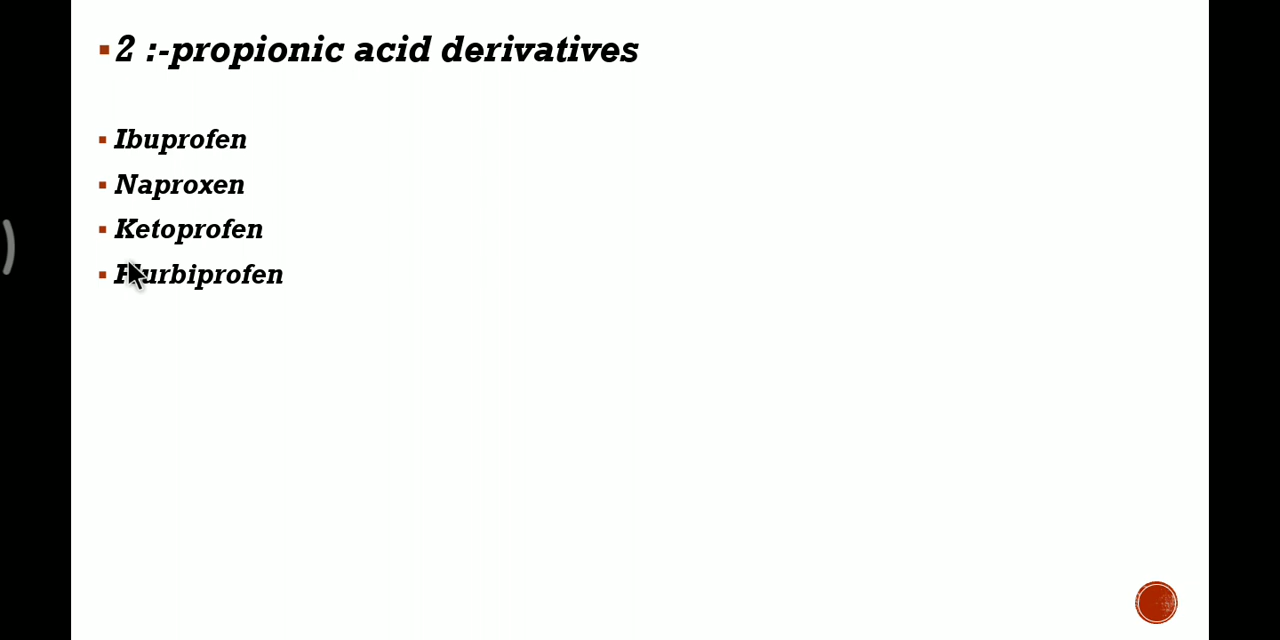 2 :-propionic acid derivatives
Ibuprofen
Naproxen
Ketoprofen
Flurbiprofen